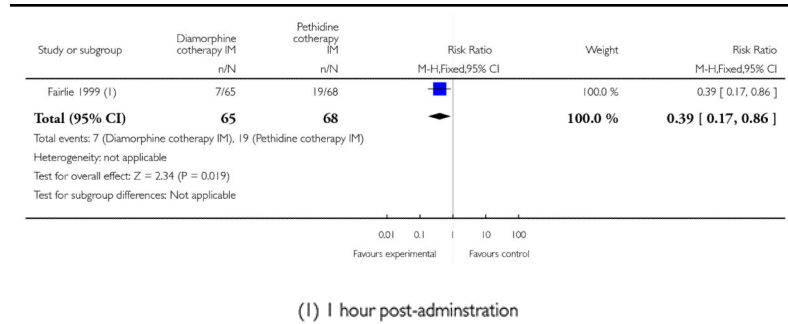 Study or subgroup Diamorphine cotherapy IM Pethidine cotherapy IM Risk Ratio Weight Risk Ratio
n/N n/N M-H,Fixed,95% CI M-H,Fixed,95% CI
Fairlie 1999 (1) 7/65 19/68 100.0 % 0.39 [ 0.17, 0.86 ]
Total (95% CI) 65 68 100.0 % 0.39 [ 0.17, 0.86 ]
Total events: 7 (Diamorphine cotherapy IM), 19 (Pethidine cotherapy IM)
Heterogeneity: not applicable
Test for overall effect: Z = 2.34 (P = 0.019)
Test for subgroup differences: Not applicable
0.01 0.1 1 10 100
Favours experimental Favours control
(1) 1 hour post-adminstration